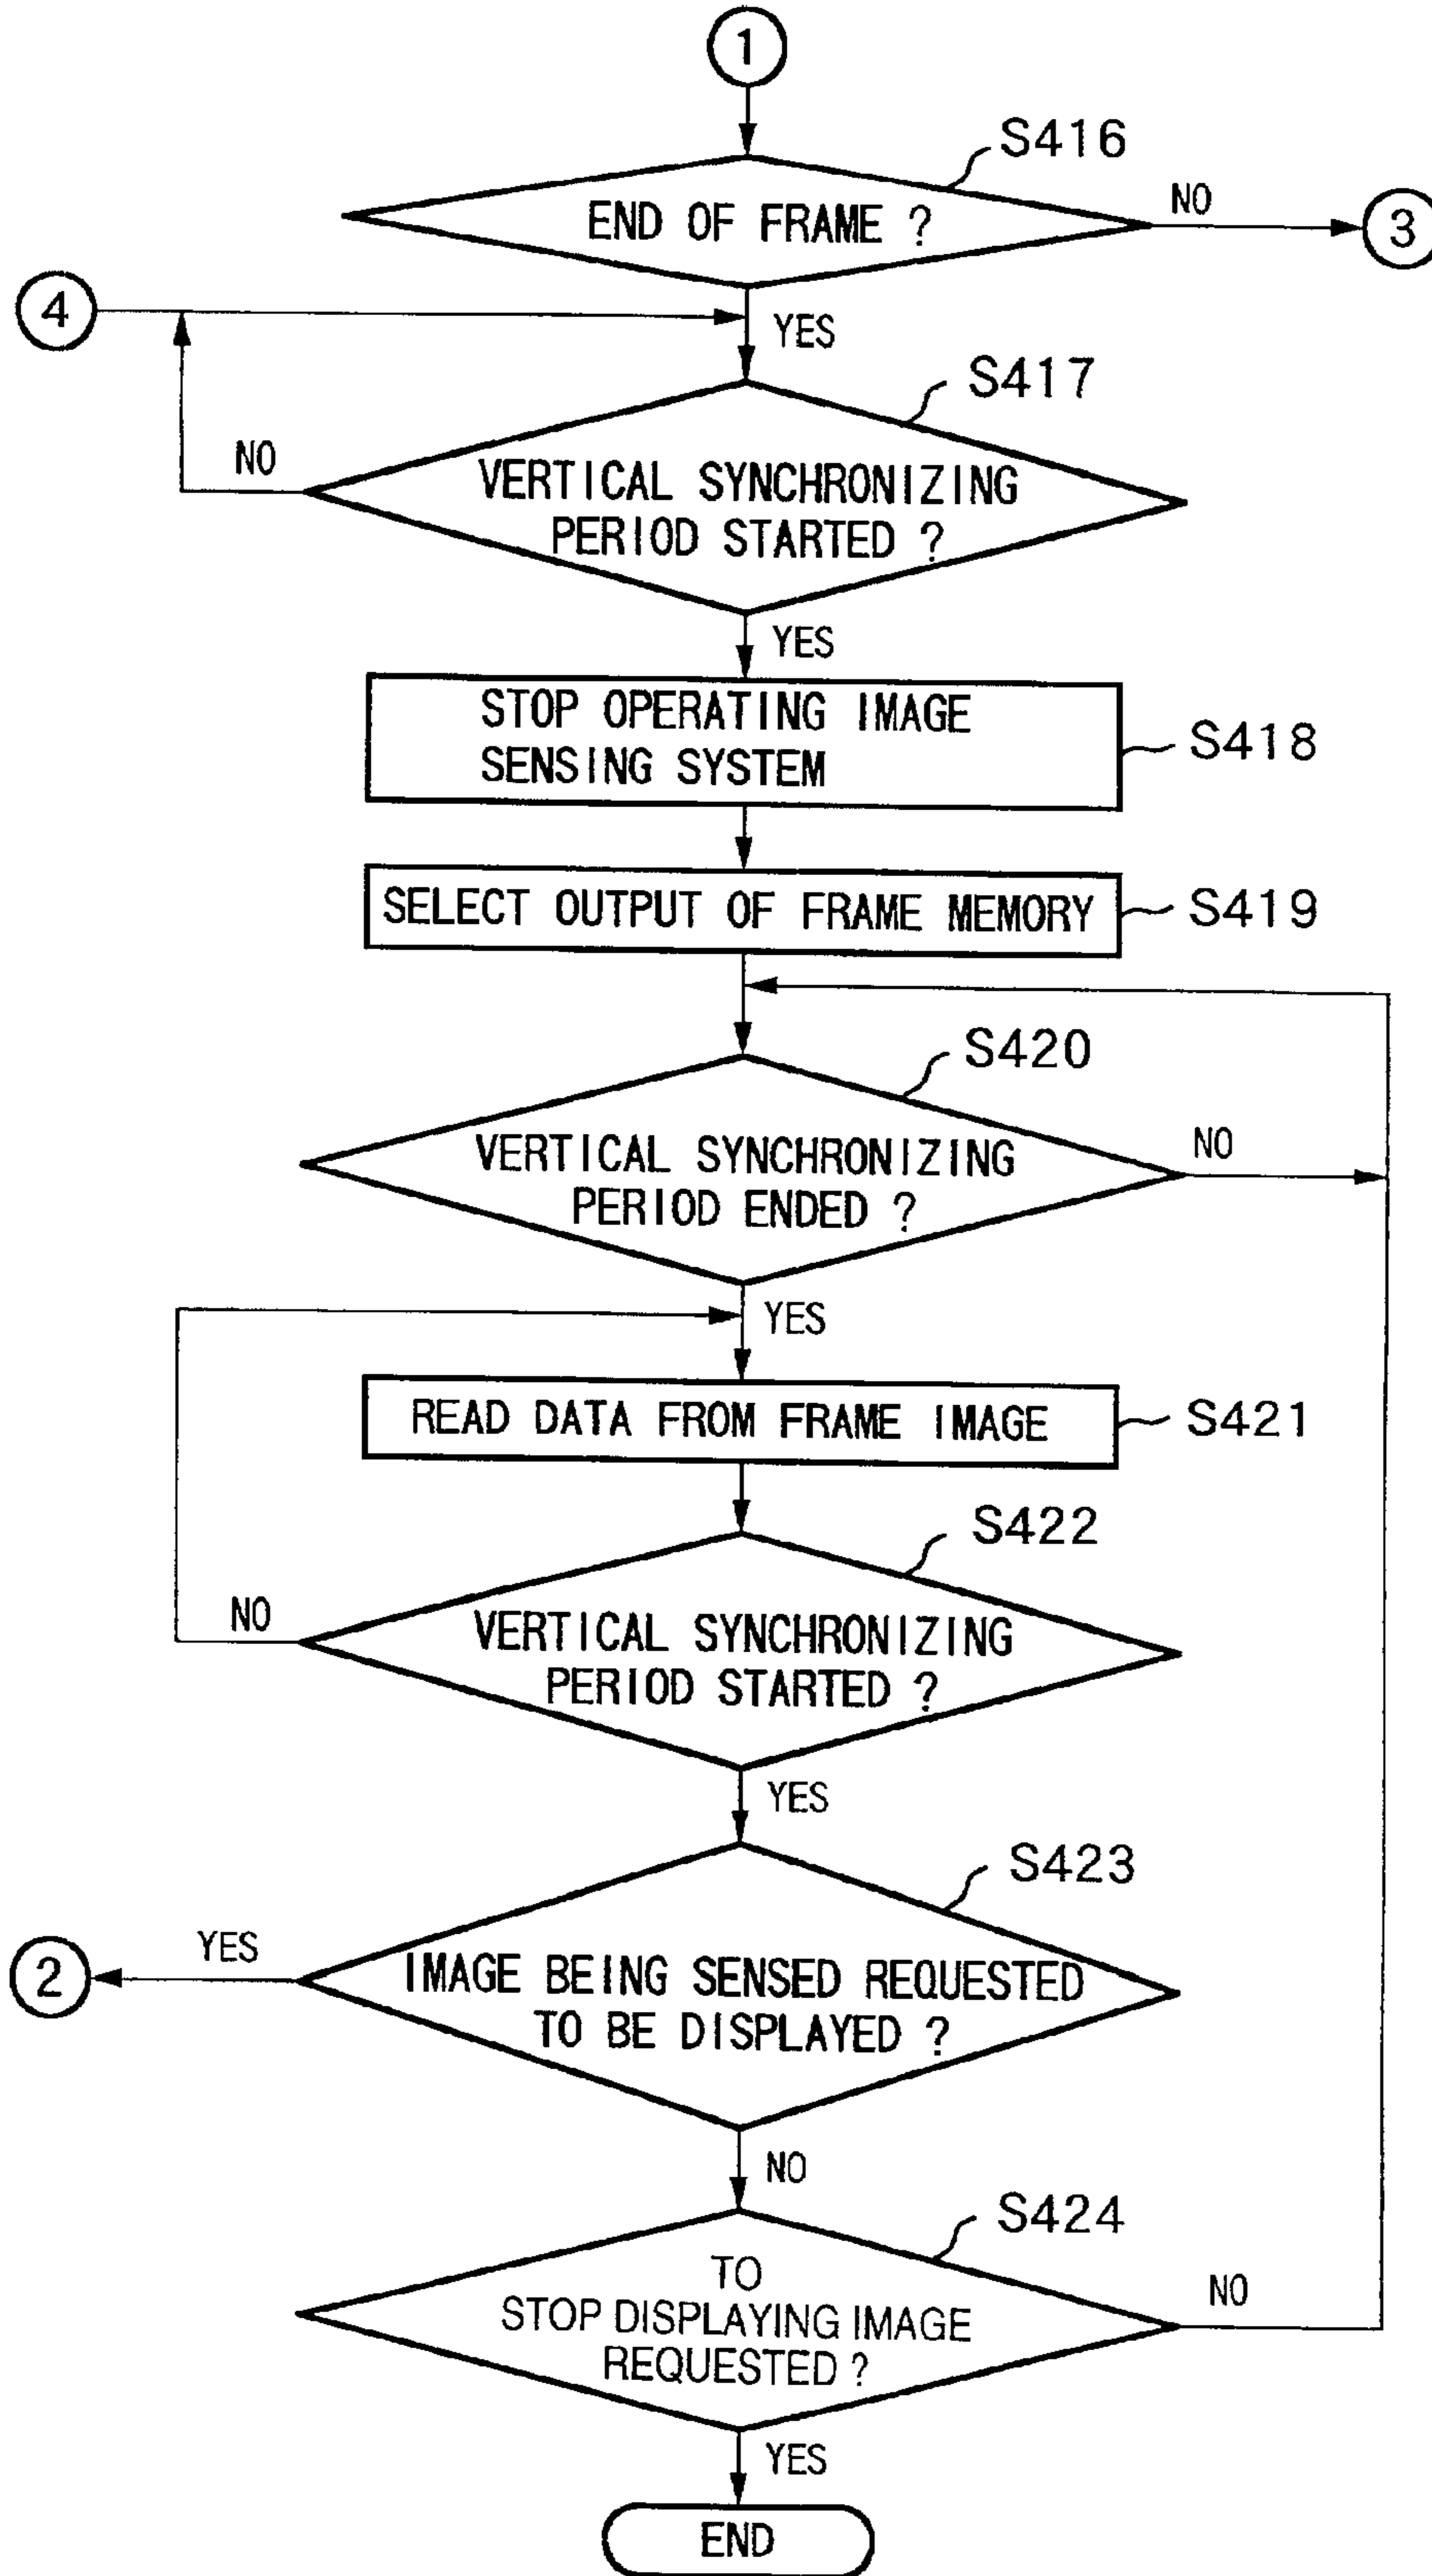 1
S416
END OF FRAME ?
NO
3
4
YES
S417
NO
VERTICAL SYNCHRONIZING
PERIOD STARTED ?
YES
STOP OPERATING IMAGE
SENSING SYSTEM
S418
SELECT OUTPUT OF FRAME MEMORY
S419
S420
VERTICAL SYNCHRONIZING
PERIOD ENDED ?
NO
YES
READ DATA FROM FRAME IMAGE
S421
S422
NO
VERTICAL SYNCHRONIZING
PERIOD STARTED ?
YES
S423
2
YES
IMAGE BEING SENSED REQUESTED
TO BE DISPLAYED ?
NO
S424
TO
STOP DISPLAYING IMAGE
REQUESTED ?
NO
YES
END